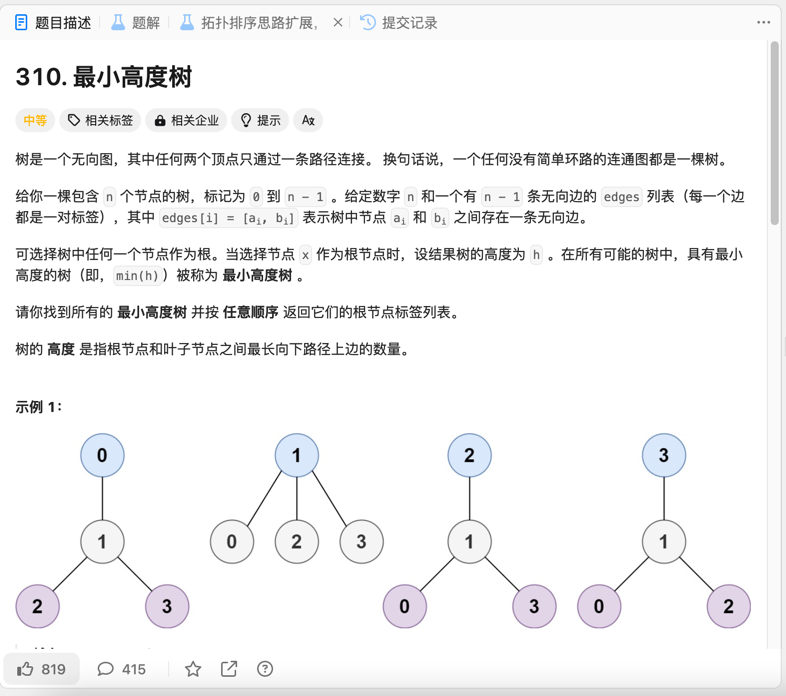 题目描述 题解 拓扑排序思路扩展, 提交记录
310. 最小高度树
中等 相关标签 相关企业 提示
树是一个无向图，其中任何两个顶点只通过一条路径连接。 换句话说，一个任何没有简单环路的连通图都是一棵树。
给你一棵包含 n 个节点的树，标记为 0 到 n - 1 。给定数字 n 和一个有 n - 1 条无向边的 edges 列表（每一个边
都是一对标签），其中 edges[i] = [ai, bi] 表示树中节点 ai 和 bi 之间存在一条无向边。
可选择树中任何一个节点作为根。当选择节点 x 作为根节点时，设结果树的高度为 h 。在所有可能的树中，具有最小
高度的树（即，min(h)）被称为 最小高度树 。
请你找到所有的 最小高度树 并按 任意顺序 返回它们的根节点标签列表。
树的 高度 是指根节点和叶子节点之间最长向下路径上边的数量。
示例 1：
0 1 2 3
1 0 2 3 1 1
2 3 0 3 0 2
819 415